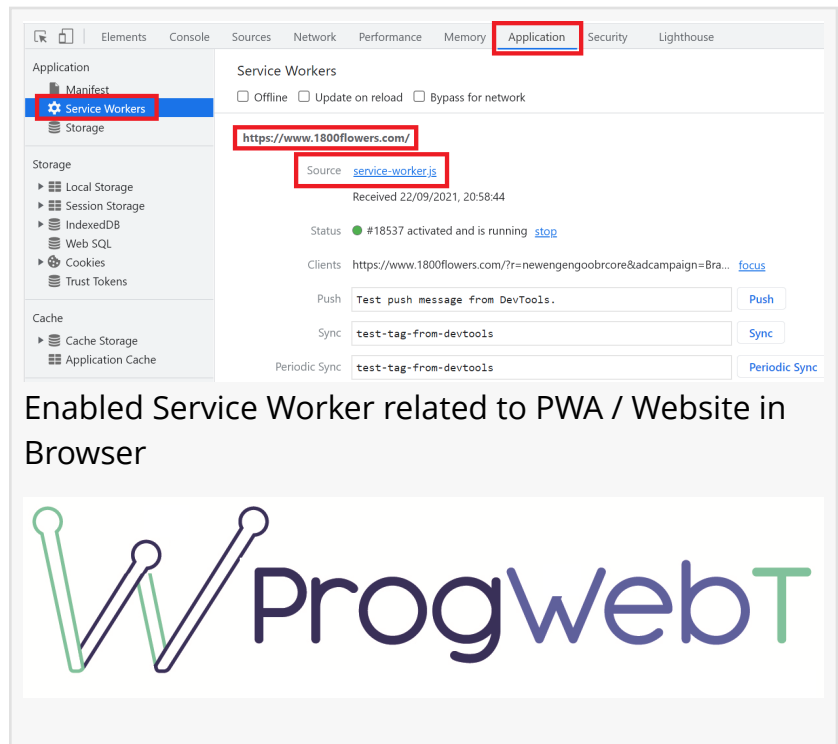 Elements Console Sources Network Performance Memory Application Security Lighthouse
Application
Manifest
Service Workers
Storage
Storage
Local Storage
Session Storage
IndexedDB
Web SQL
Cookies
Trust Tokens
Cache
Cache Storage
Application Cache
Service Workers
Offline Update on reload Bypass for network
https://www.1800flowers.com/
Source service-worker.js
Received 22/09/2021, 20:58:44
Status #18537 activated and is running stop
Clients https://www.1800flowers.com/?r=newengengoobrcore&adcampaign=Bra... focus
Push Test push message from DevTools. Push
Sync test-tag-from-devtools Sync
Periodic Sync test-tag-from-devtools Periodic Sync
Enabled Service Worker related to PWA / Website in
Browser
ProgWebT